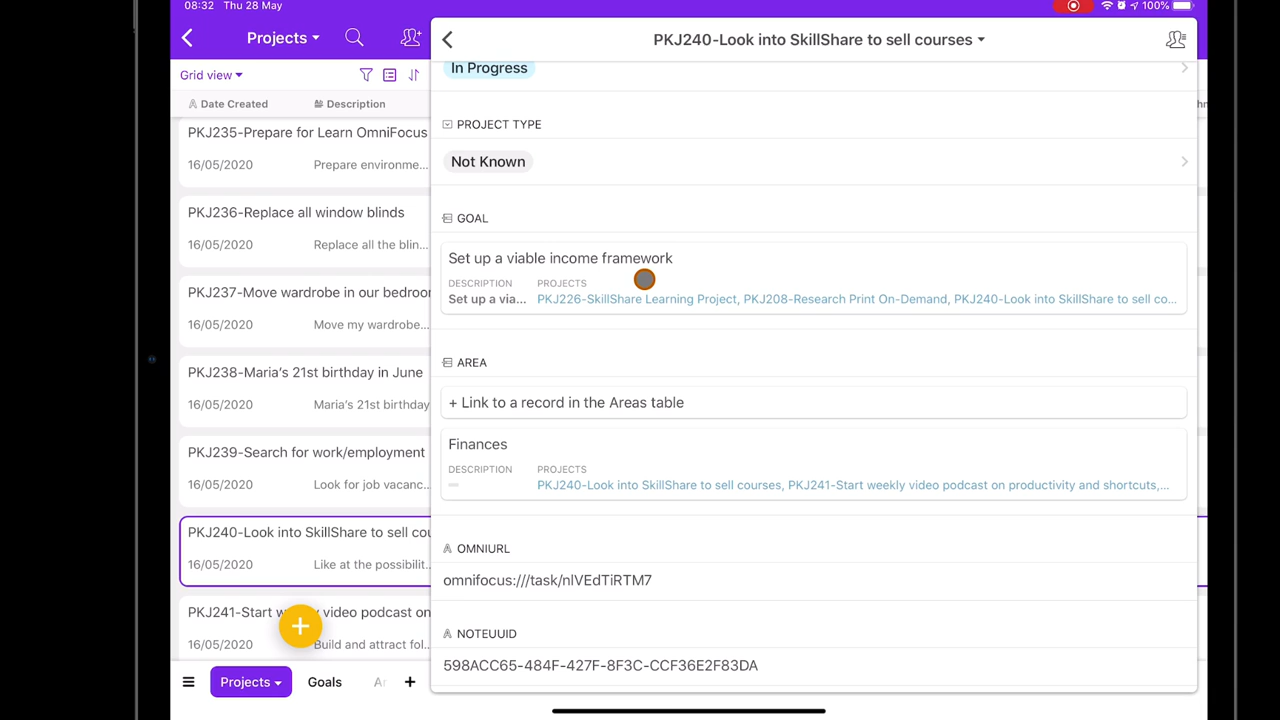 08:32 Thu 28 May
100%
Projects
Grid view
Date Created Description
PKJ235-Prepare for Learn OmniFocus
16/05/2020 Prepare environme...
PKJ236-Replace all window blinds
16/05/2020 Replace all the blin...
PKJ237-Move wardrobe in our bedroo
16/05/2020 Move my wardrobe...
PKJ238-Maria's 21st birthday in June
16/05/2020 Maria's 21st birthday
PKJ239-Search for work/employment
16/05/2020 Look for job vacanc...
PKJ240-Look into SkillShare to sell cou
16/05/2020 Like at the possibilit...
PKJ241-Start weekly video podcast on
16/05/2020 Build and attract fol...
Projects Goals
PKJ240-Look into SkillShare to sell courses
In Progress
PROJECT TYPE
Not Known
GOAL
Set up a viable income framework
DESCRIPTION PROJECTS
Set up a via... PKJ226-SkillShare Learning Project, PKJ208-Research Print On-Demand, PKJ240-Look into SkillShare to sell co...
AREA
+ Link to a record in the Areas table
Finances
DESCRIPTION PROJECTS
PKJ240-Look into SkillShare to sell courses, PKJ241-Start weekly video podcast on productivity and shortcuts,...
OMNIURL
omnifocus:///task/nlVEdTiRTM7
NOTEUUID
598ACC65-484F-427F-8F3C-CCF36E2F83DA